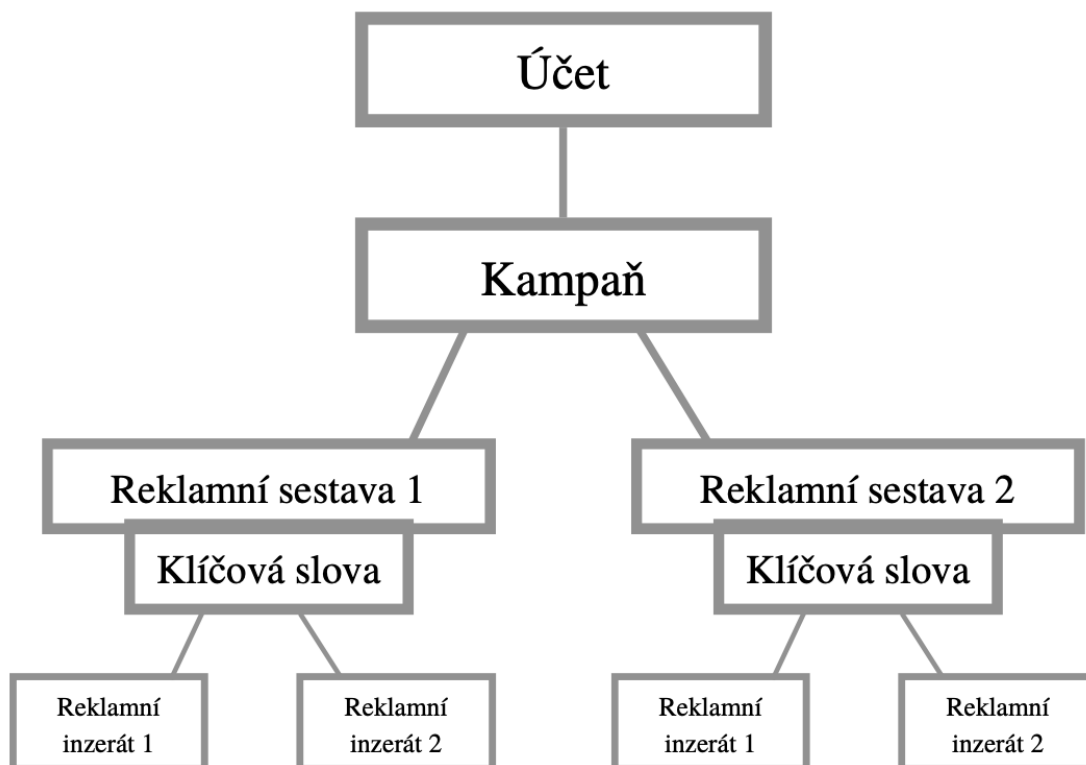 Účet
Kampaň
Reklamní sestava 1
Reklamní sestava 2
Klíčová slova
Klíčová slova
Reklamní
inzerát 1
Reklamní
inzerát 2
Reklamní
inzerát 1
Reklamní
inzerát 2